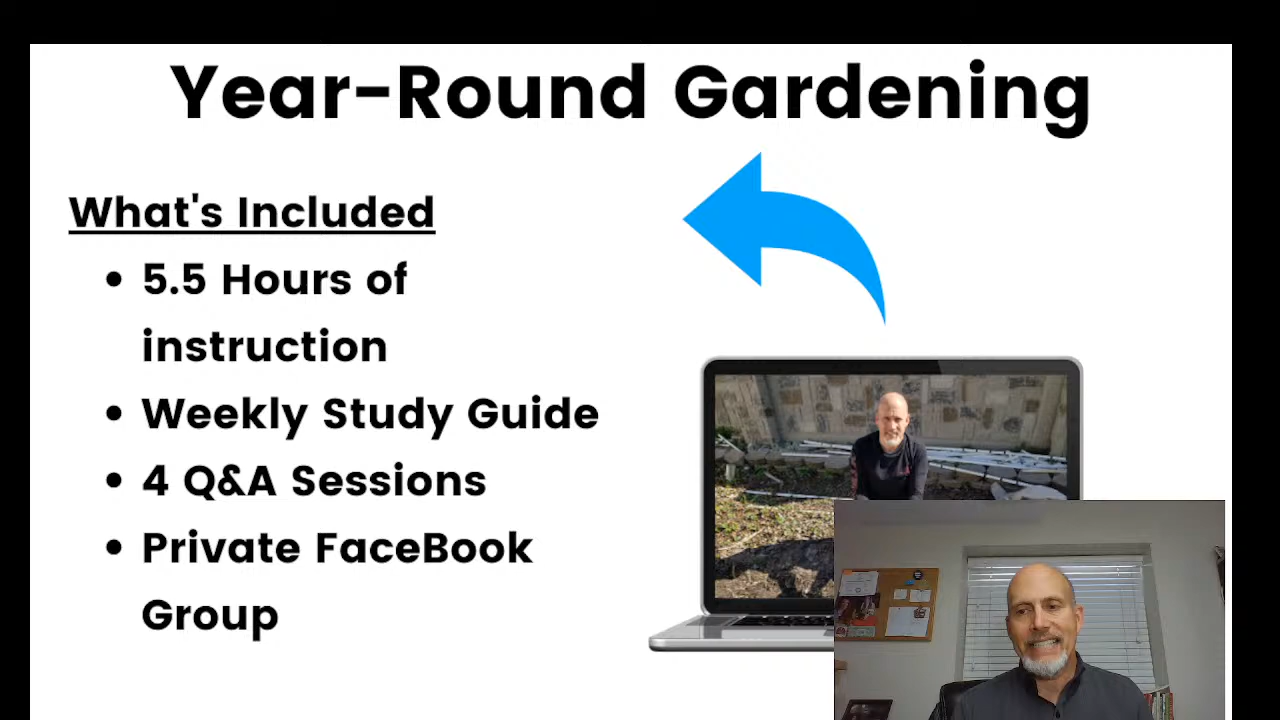 Year-Round Gardening
What's Included
• 5.5 Hours of
instruction
• Weekly Study Guide
• 4 Q&A Sessions
• Private FaceBook
Group